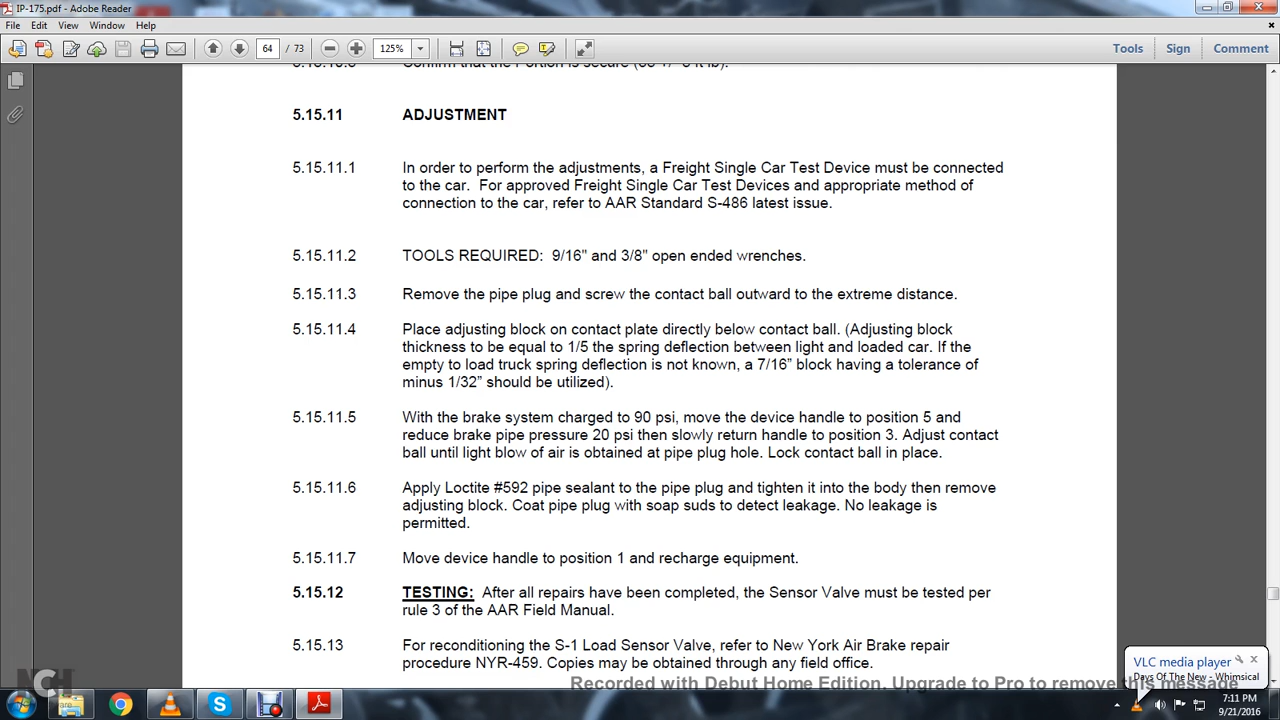 IP-175.pdf - Adobe Reader
File Edit View Window Help
64 / 73 125% Tools Sign Comment
5.15.11 ADJUSTMENT
5.15.11.1 In order to perform the adjustments, a Freight Single Car Test Device must be connected
to the car. For approved Freight Single Car Test Devices and appropriate method of
connection to the car, refer to AAR Standard S-486 latest issue.
5.15.11.2 TOOLS REQUIRED: 9/16" and 3/8" open ended wrenches.
5.15.11.3 Remove the pipe plug and screw the contact ball outward to the extreme distance.
5.15.11.4 Place adjusting block on contact plate directly below contact ball. (Adjusting block
thickness to be equal to 1/5 the spring deflection between light and loaded car. If the
empty to load truck spring deflection is not known, a 7/16” block having a tolerance of
minus 1/32” should be utilized).
5.15.11.5 With the brake system charged to 90 psi, move the device handle to position 5 and
reduce brake pipe pressure 20 psi then slowly return handle to position 3. Adjust contact
ball until light blow of air is obtained at pipe plug hole. Lock contact ball in place.
5.15.11.6 Apply Loctite #592 pipe sealant to the pipe plug and tighten it into the body then remove
adjusting block. Coat pipe plug with soap suds to detect leakage. No leakage is
permitted.
5.15.11.7 Move device handle to position 1 and recharge equipment.
5.15.12 TESTING: After all repairs have been completed, the Sensor Valve must be tested per
rule 3 of the AAR Field Manual.
5.15.13 For reconditioning the S-1 Load Sensor Valve, refer to New York Air Brake repair
procedure NYR-459. Copies may be obtained through any field office.
VLC media player
Days Of The New - Whimsical
Recorded with Debut Home Edition. Upgrade to Pro to remove this message
NCH
7:11 PM
9/21/2016